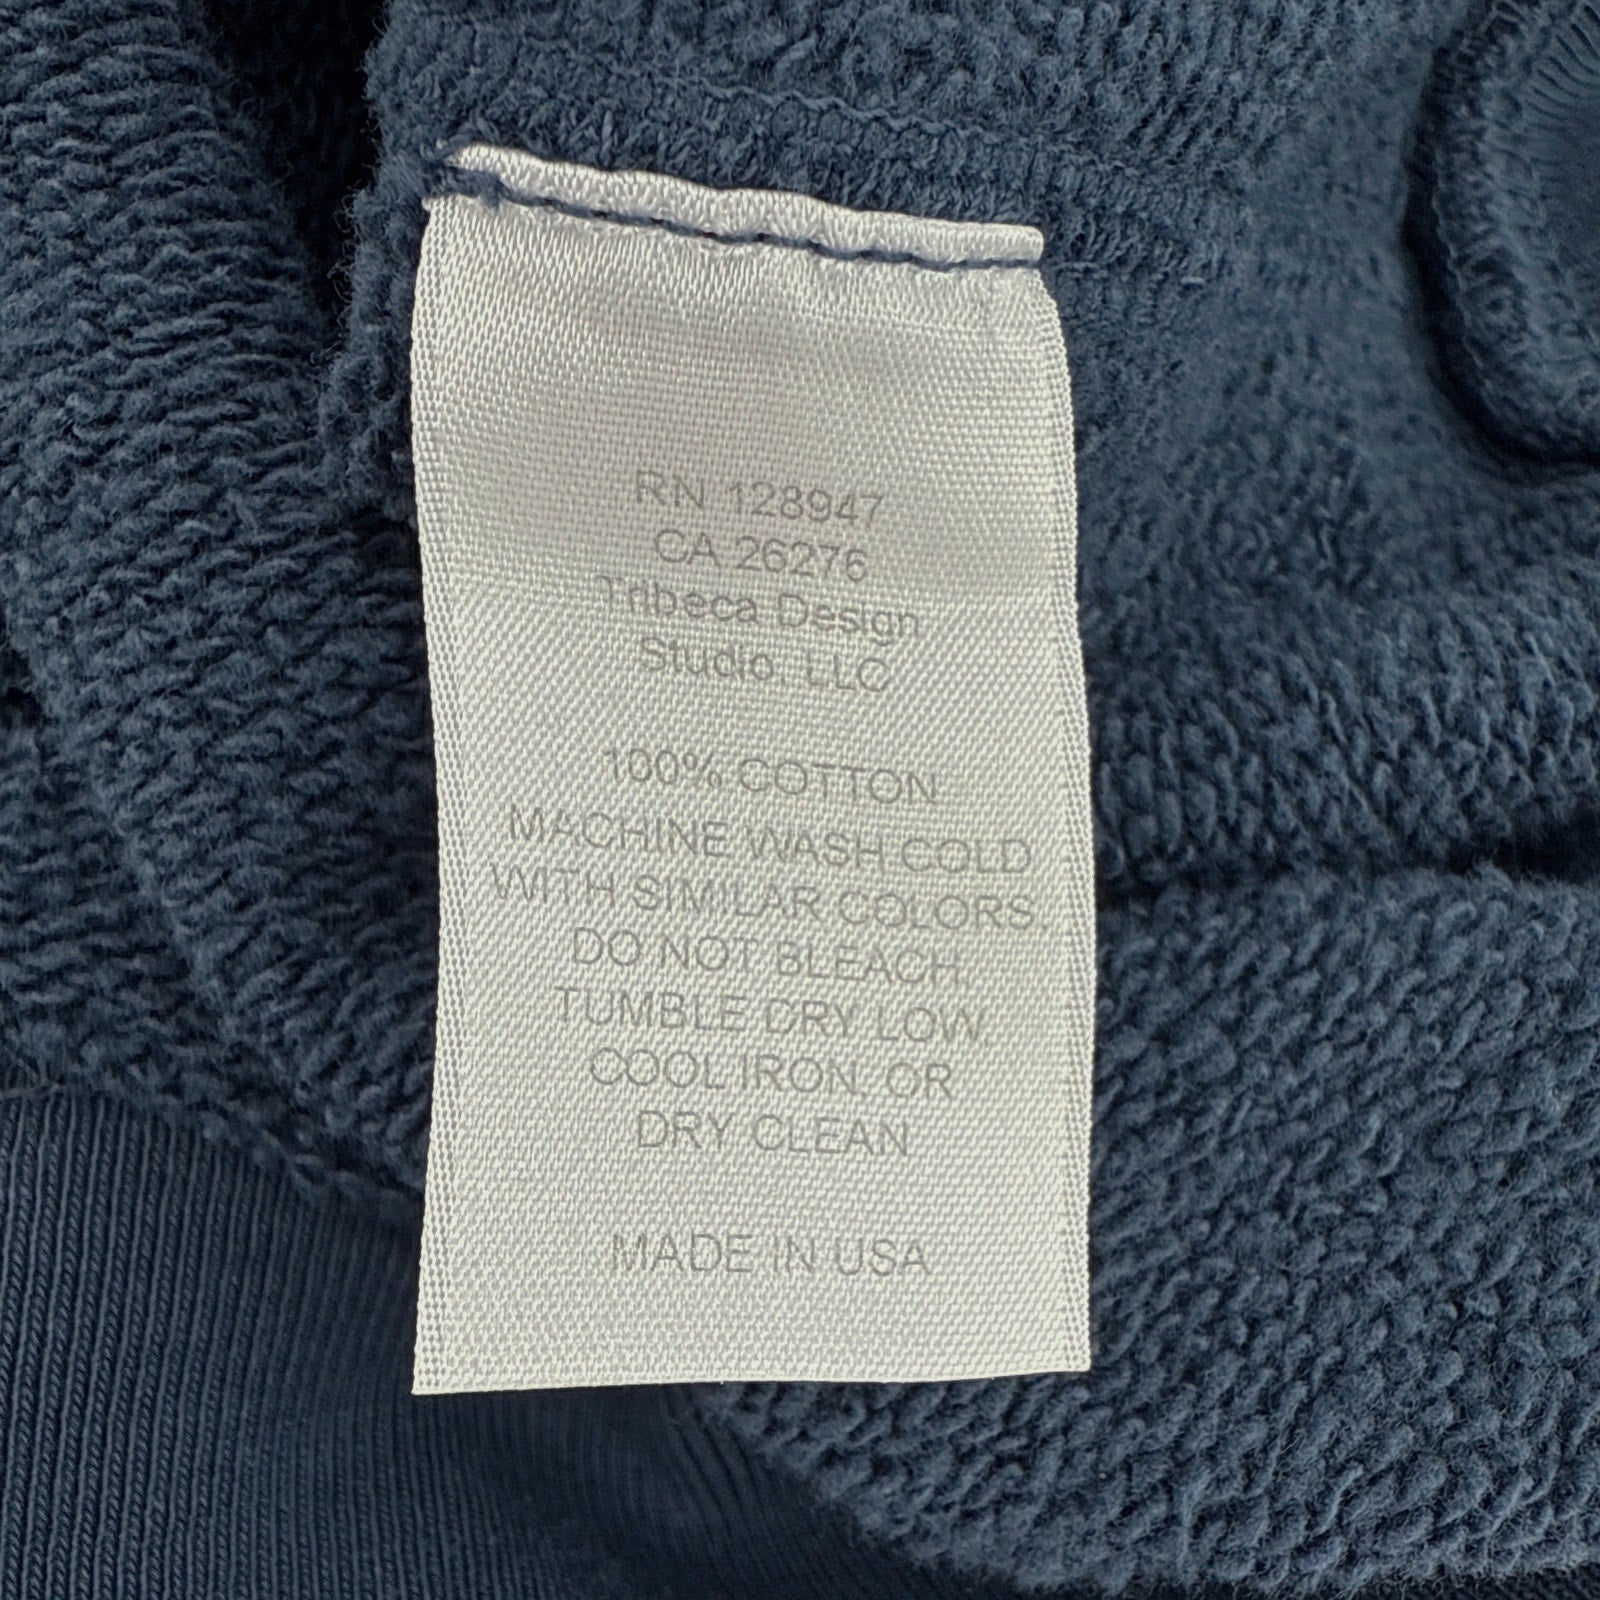 RN 128947
CA 26276
Tribeca Design
Studio, LLC
100% COTTON
MACHINE WASH COLD
WITH SIMILAR COLORS.
DO NOT BLEACH.
TUMBLE DRY LOW.
COOL IRON. OR
DRY CLEAN
MADE IN USA